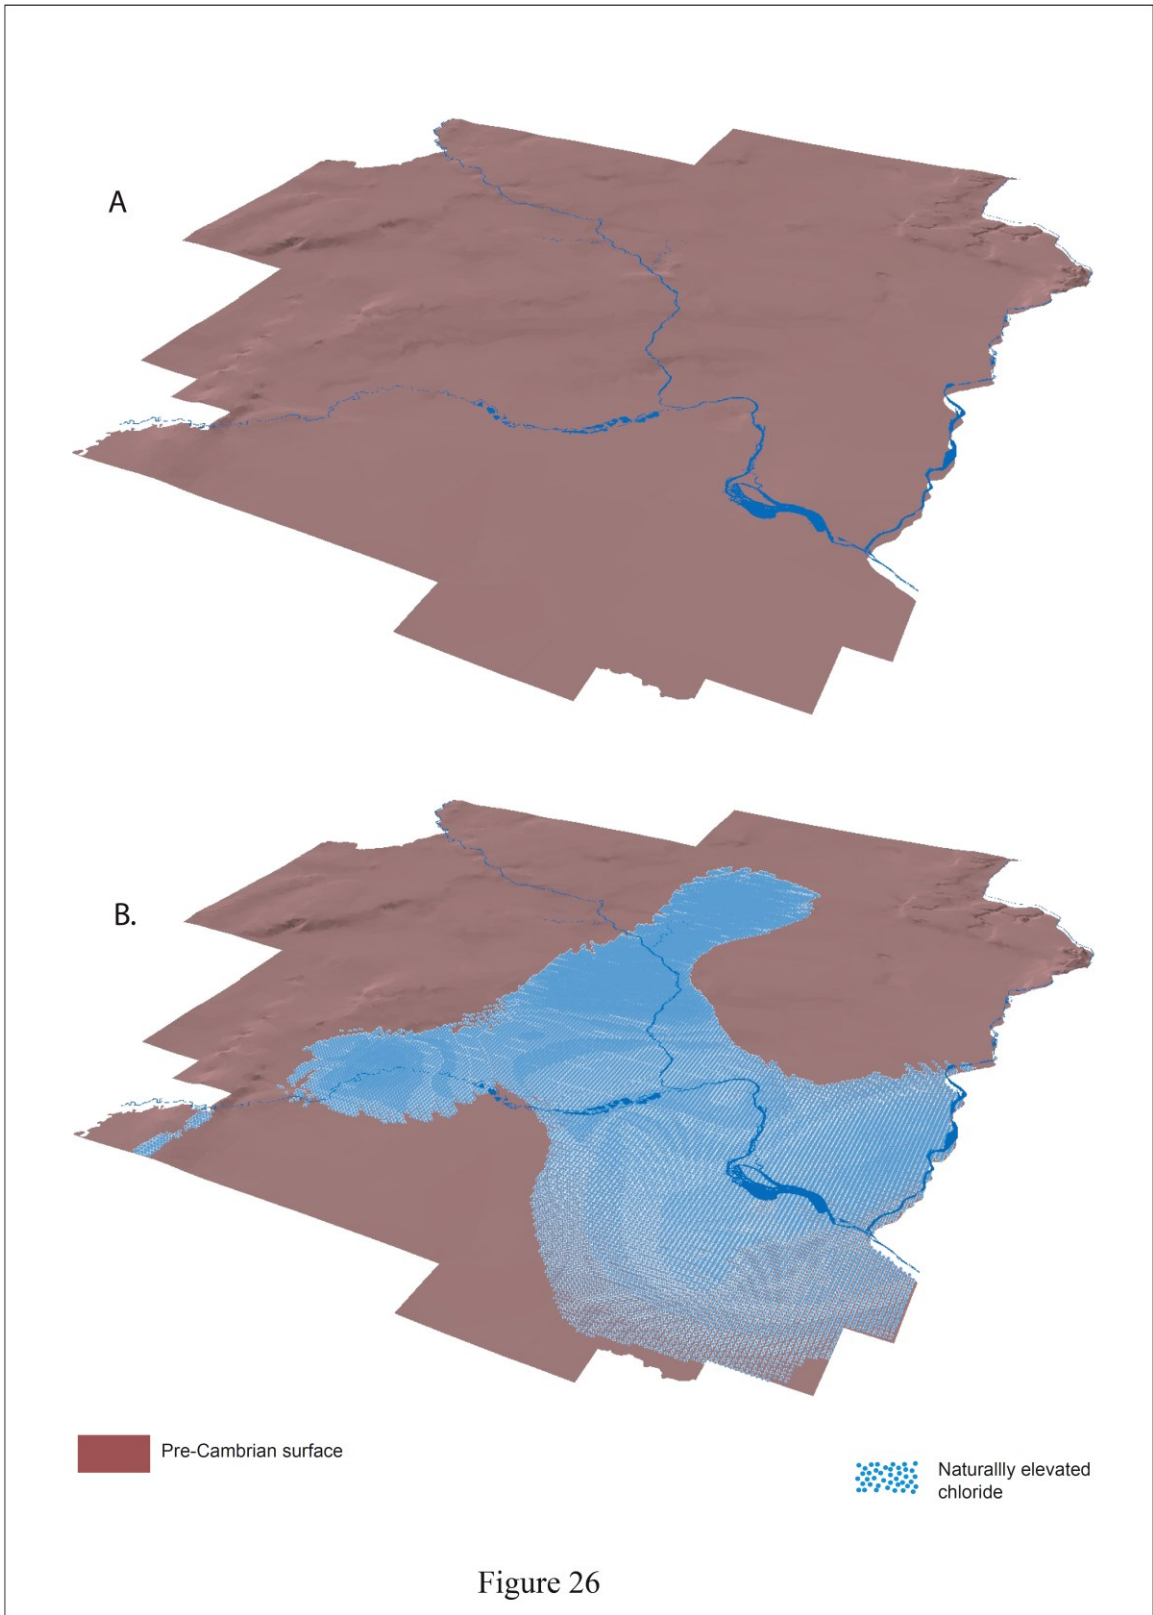 A
B.
Pre-Cambrian surface
Naturallly elevated
chloride
Figure 26